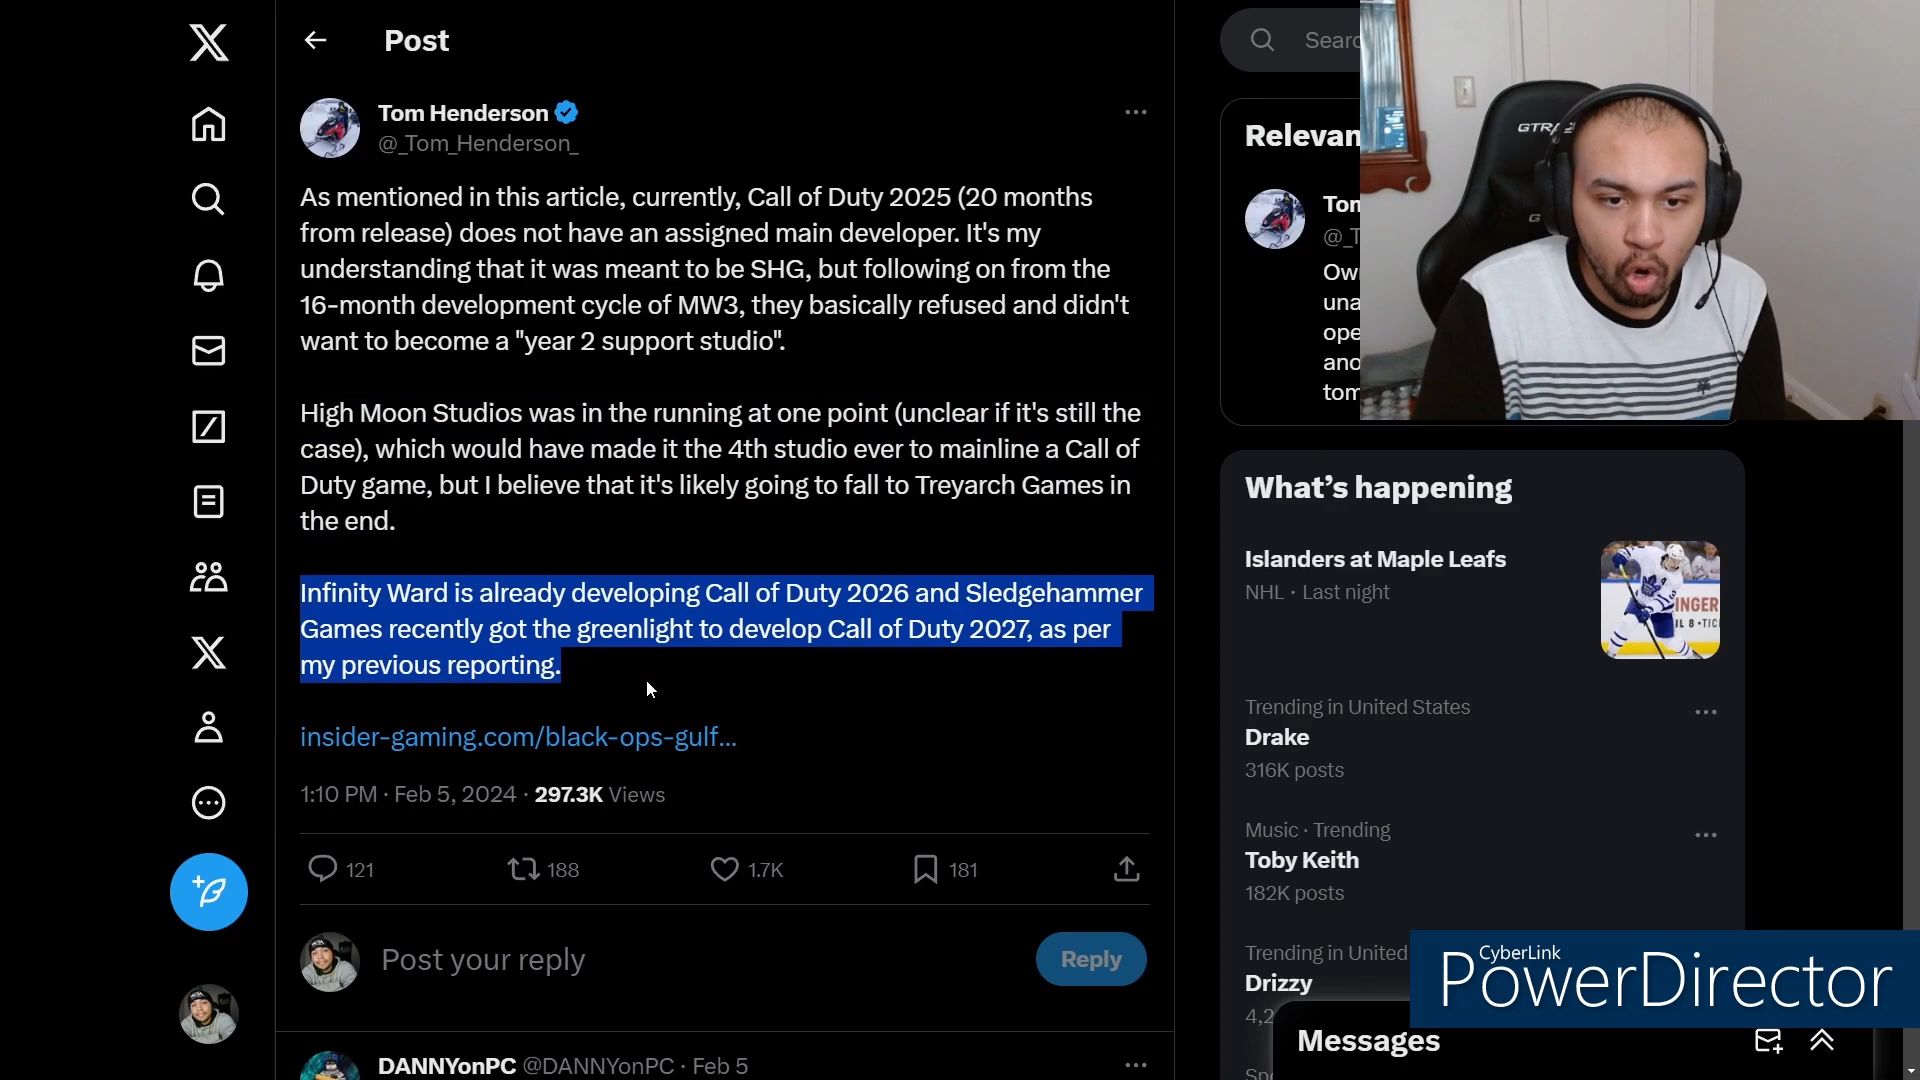 Post
Tom Henderson
@_Tom_Henderson_
As mentioned in this article, currently, Call of Duty 2025 (20 months
from release) does not have an assigned main developer. It's my
understanding that it was meant to be SHG, but following on from the
16-month development cycle of MW3, they basically refused and didn't
want to become a "year 2 support studio".
High Moon Studios was in the running at one point (unclear if it's still the
case), which would have made it the 4th studio ever to mainline a Call of
Duty game, but I believe that it's likely going to fall to Treyarch Games in
the end.
Infinity Ward is already developing Call of Duty 2026 and Sledgehammer
Games recently got the greenlight to develop Call of Duty 2027, as per
my previous reporting.
insider-gaming.com/black-ops-gulf...
1:10 PM · Feb 5, 2024 · 297.3K Views
121 188 1.7K 181
Post your reply
Reply
DANNYonPC @DANNYonPC · Feb 5
What's happening
Islanders at Maple Leafs
NHL · Last night
Trending in United States
Drake
316K posts
Music · Trending
Toby Keith
182K posts
Trending in United
Drizzy
Messages
CyberLink
PowerDirector